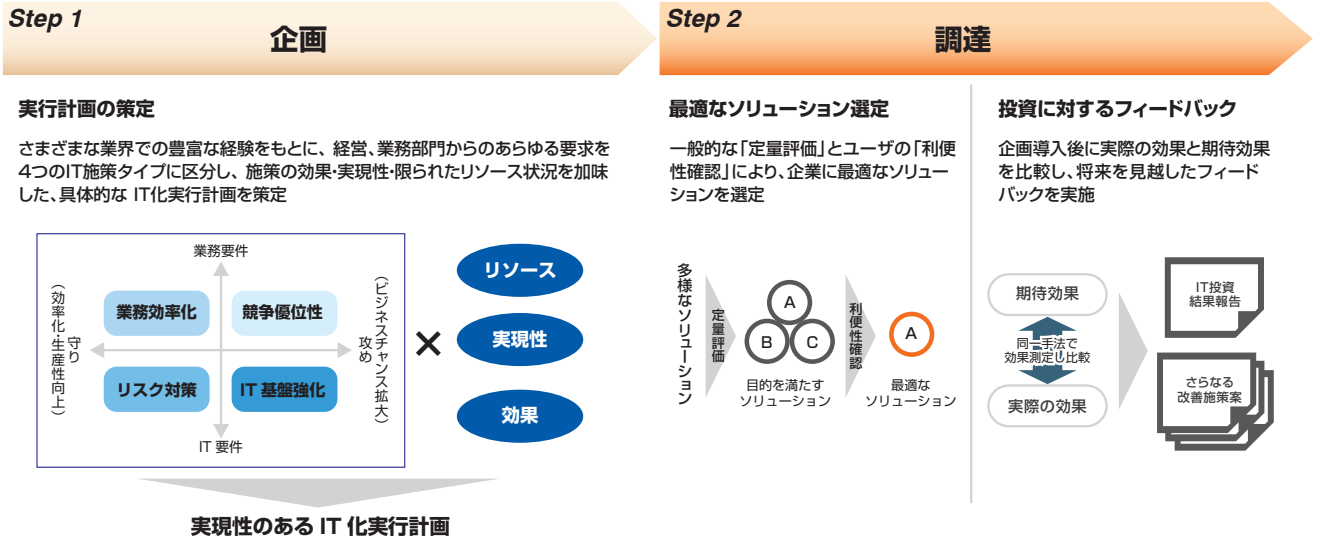 Step 1
企画
実行計画の策定
さまざまな業界での豊富な経験をもとに、経営、業務部門からのあらゆる要求を
4つのIT施策タイプに区分し、施策の効果・実現性・限られたリソース状況を加味
した、具体的な IT化実行計画を策定
業務要件
守り
（効率化・生産性向上）
業務効率化
競争優位性
リスク対策
IT 基盤強化
（ビジネスチャンス拡大）
攻め
IT 要件
×
リソース
実現性
効果
実現性のある IT 化実行計画
Step 2
調達
最適なソリューション選定
一般的な「定量評価」とユーザの「利便
性確認」により、企業に最適なソリュー
ションを選定
多様なソリューション
定量評価
A
B
C
目的を満たす
ソリューション
利便性確認
A
最適な
ソリューション
投資に対するフィードバック
企画導入後に実際の効果と期待効果
を比較し、将来を見越したフィード
バックを実施
期待効果
同一手法で
効果測定し比較
実際の効果
IT投資
結果報告
さらなる
改善施策案